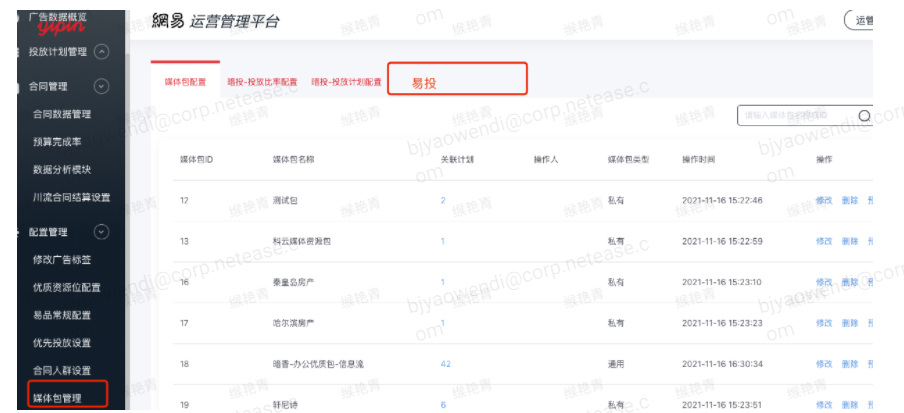 广告数据概览
yipin
投放计划管理
合同管理
合同数据管理
预算完成率
数据分析模块
川流合同结算设置
配置管理
修改广告标签
优质资源位配置
易品常规配置
优先投放设置
合同人群设置
媒体包管理
網易 运营管理平台
运营
媒体包配置 暗投-投放比率配置 暗投-投放计划配置 易投
请输入媒体包名称或ID
媒体包ID 媒体包名称 关联计划 操作人 媒体包类型 操作时间 操作
12 测试包 2 私有 2021-11-16 15:22:46 修改 删除
13 科云媒体资源包 1 私有 2021-11-16 15:22:59 修改 删除
16 秦皇岛房产 1 私有 2021-11-16 15:23:10 修改 删除
17 哈尔滨房产 1 私有 2021-11-16 15:23:23 修改 删除
18 暗香-办公优质包-信息流 42 通用 2021-11-16 16:30:34 修改 删除
19 轩尼诗 6 私有 2021-11-16 15:23:51 修改 删除
bjyaowendi@corp.netease.com
缑艳青